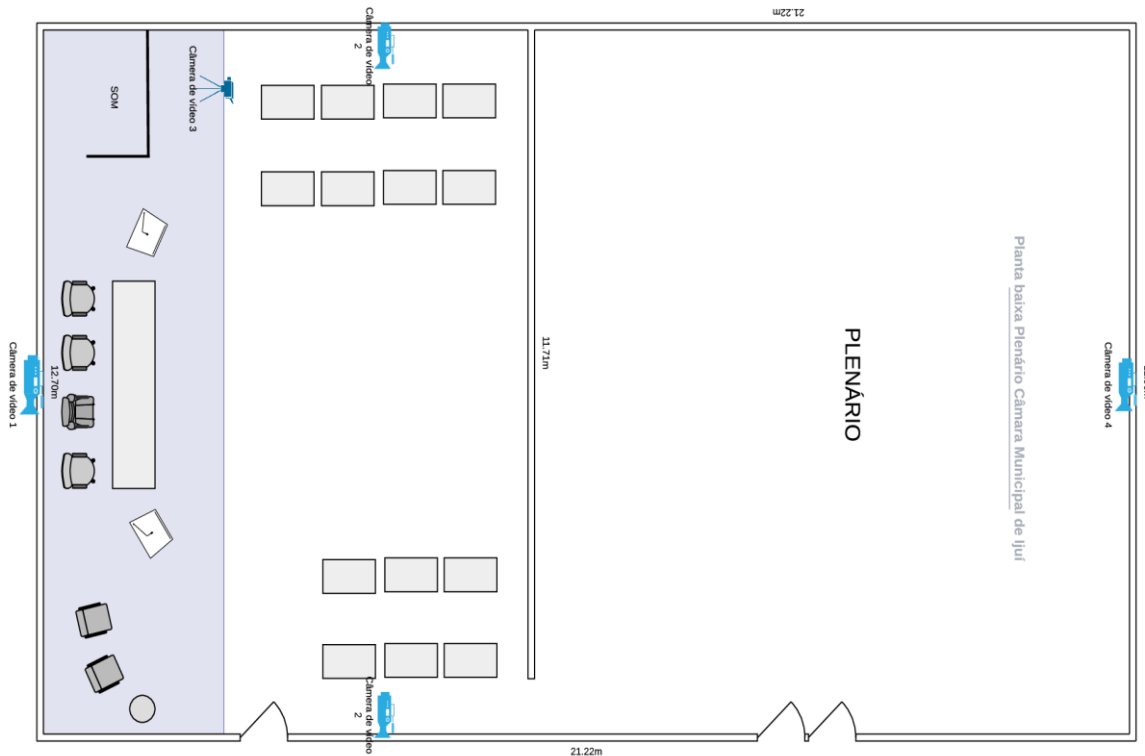 21.22m
Câmera de vídeo
2
Câmera de vídeo 3
SOM
11.71m
12.70m
Câmera de vídeo 1
PLENÁRIO
Planta baixa Plenário Câmara Municipal de Ijuí
Câmera de vídeo 4
Câmera de vídeo
2
21.22m